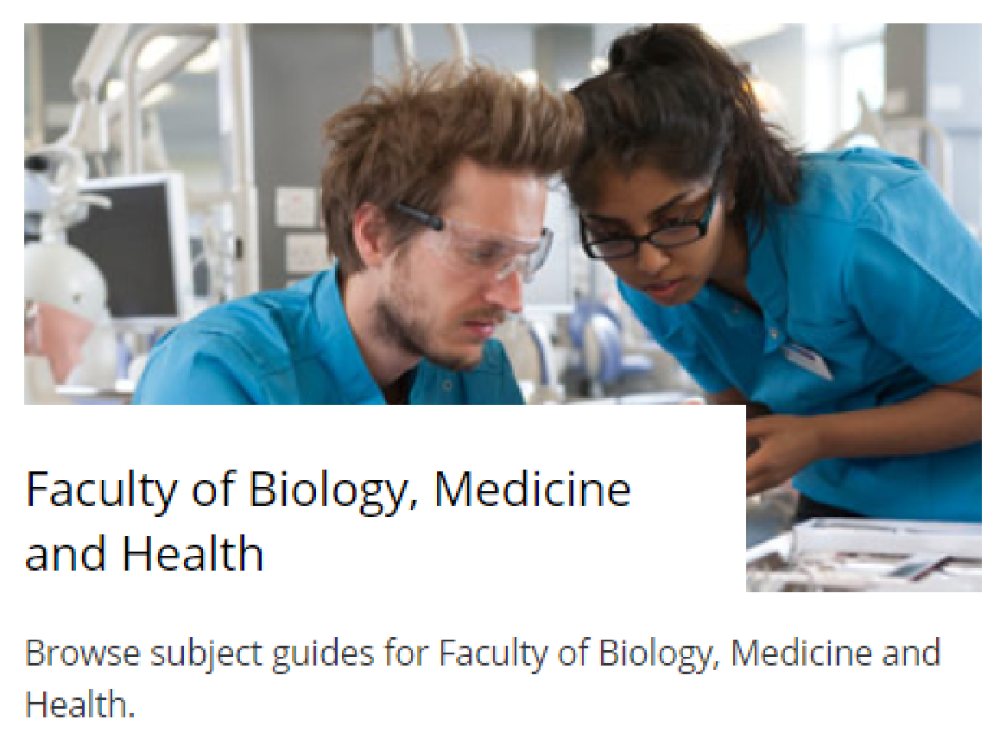 Faculty of Biology, Medicine
and Health
Browse subject guides for Faculty of Biology, Medicine and
Health.